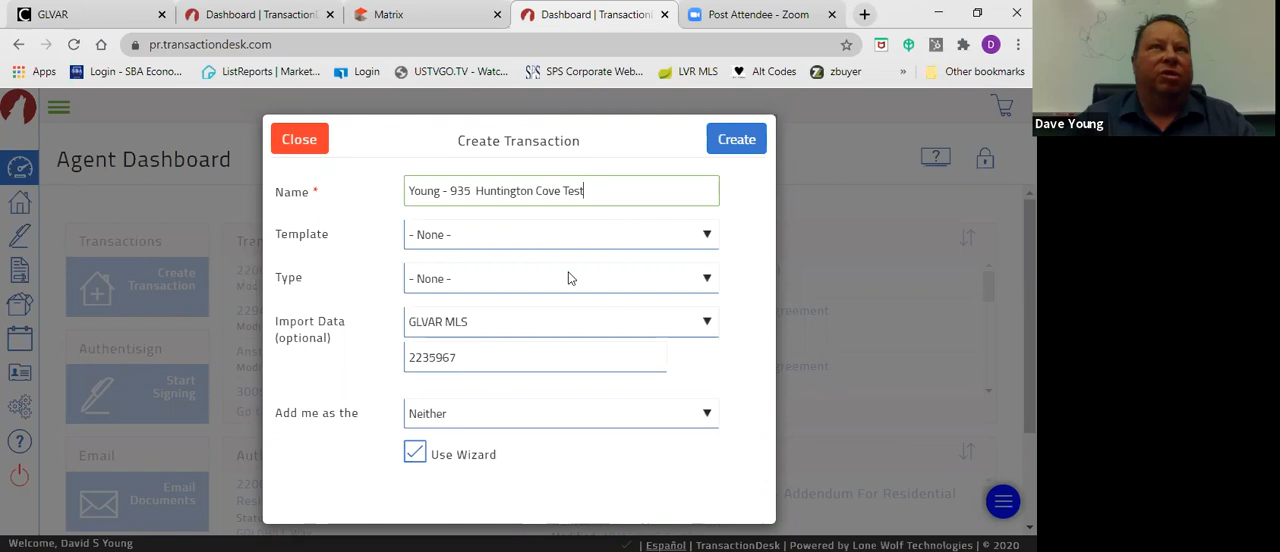 GLVAR
Dashboard | Transaction
Matrix
Dashboard | Transaction
Post Attendee - Zoom
pr.transactiondesk.com
D
Apps
Login - SBA Econo...
ListReports | Market...
Login
USTVGO.TV - Watc...
SPS Corporate Web...
LVR MLS
Alt Codes
zbuyer
»
Other bookmarks
Dave Young
Agent Dashboard
Close
Create Transaction
Create
Name *
Young - 935  Huntington Cove Test
Template
- None -
Type
- None -
Import Data
(optional)
GLVAR MLS
2235967
Add me as the
Neither
Use Wizard
Transactions
Create
Transaction
Authentisign
Start
Signing
Email
Email
Documents
reement
- Addendum For Residential
Welcome, David S Young
| Español | TransactionDesk | Powered by Lone Wolf Technologies | © 2020